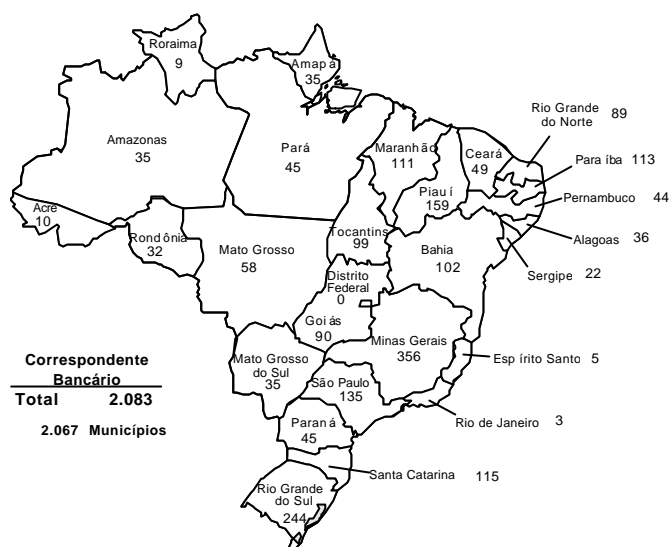 Roraima
9
Amapá
35
Amazonas
35
Pará
45
Maranhão
111
Ceará
49
Rio Grande
do Norte 89
Paraíba 113
Piauí
159
Pernambuco 44
Acre
10
Rondônia
32
Mato Grosso
58
Tocantins
99
Bahia
102
Alagoas 36
Sergipe 22
Distrito
Federal
0
Goiás
90
Minas Gerais
356
Espírito Santo 5
Mato Grosso
do Sul
35
São Paulo
135
Rio de Janeiro 3
Paraná
45
Santa Catarina 115
Rio Grande
do Sul
244
Correspondente
Bancário
Total 2.083
2.067 Municípios